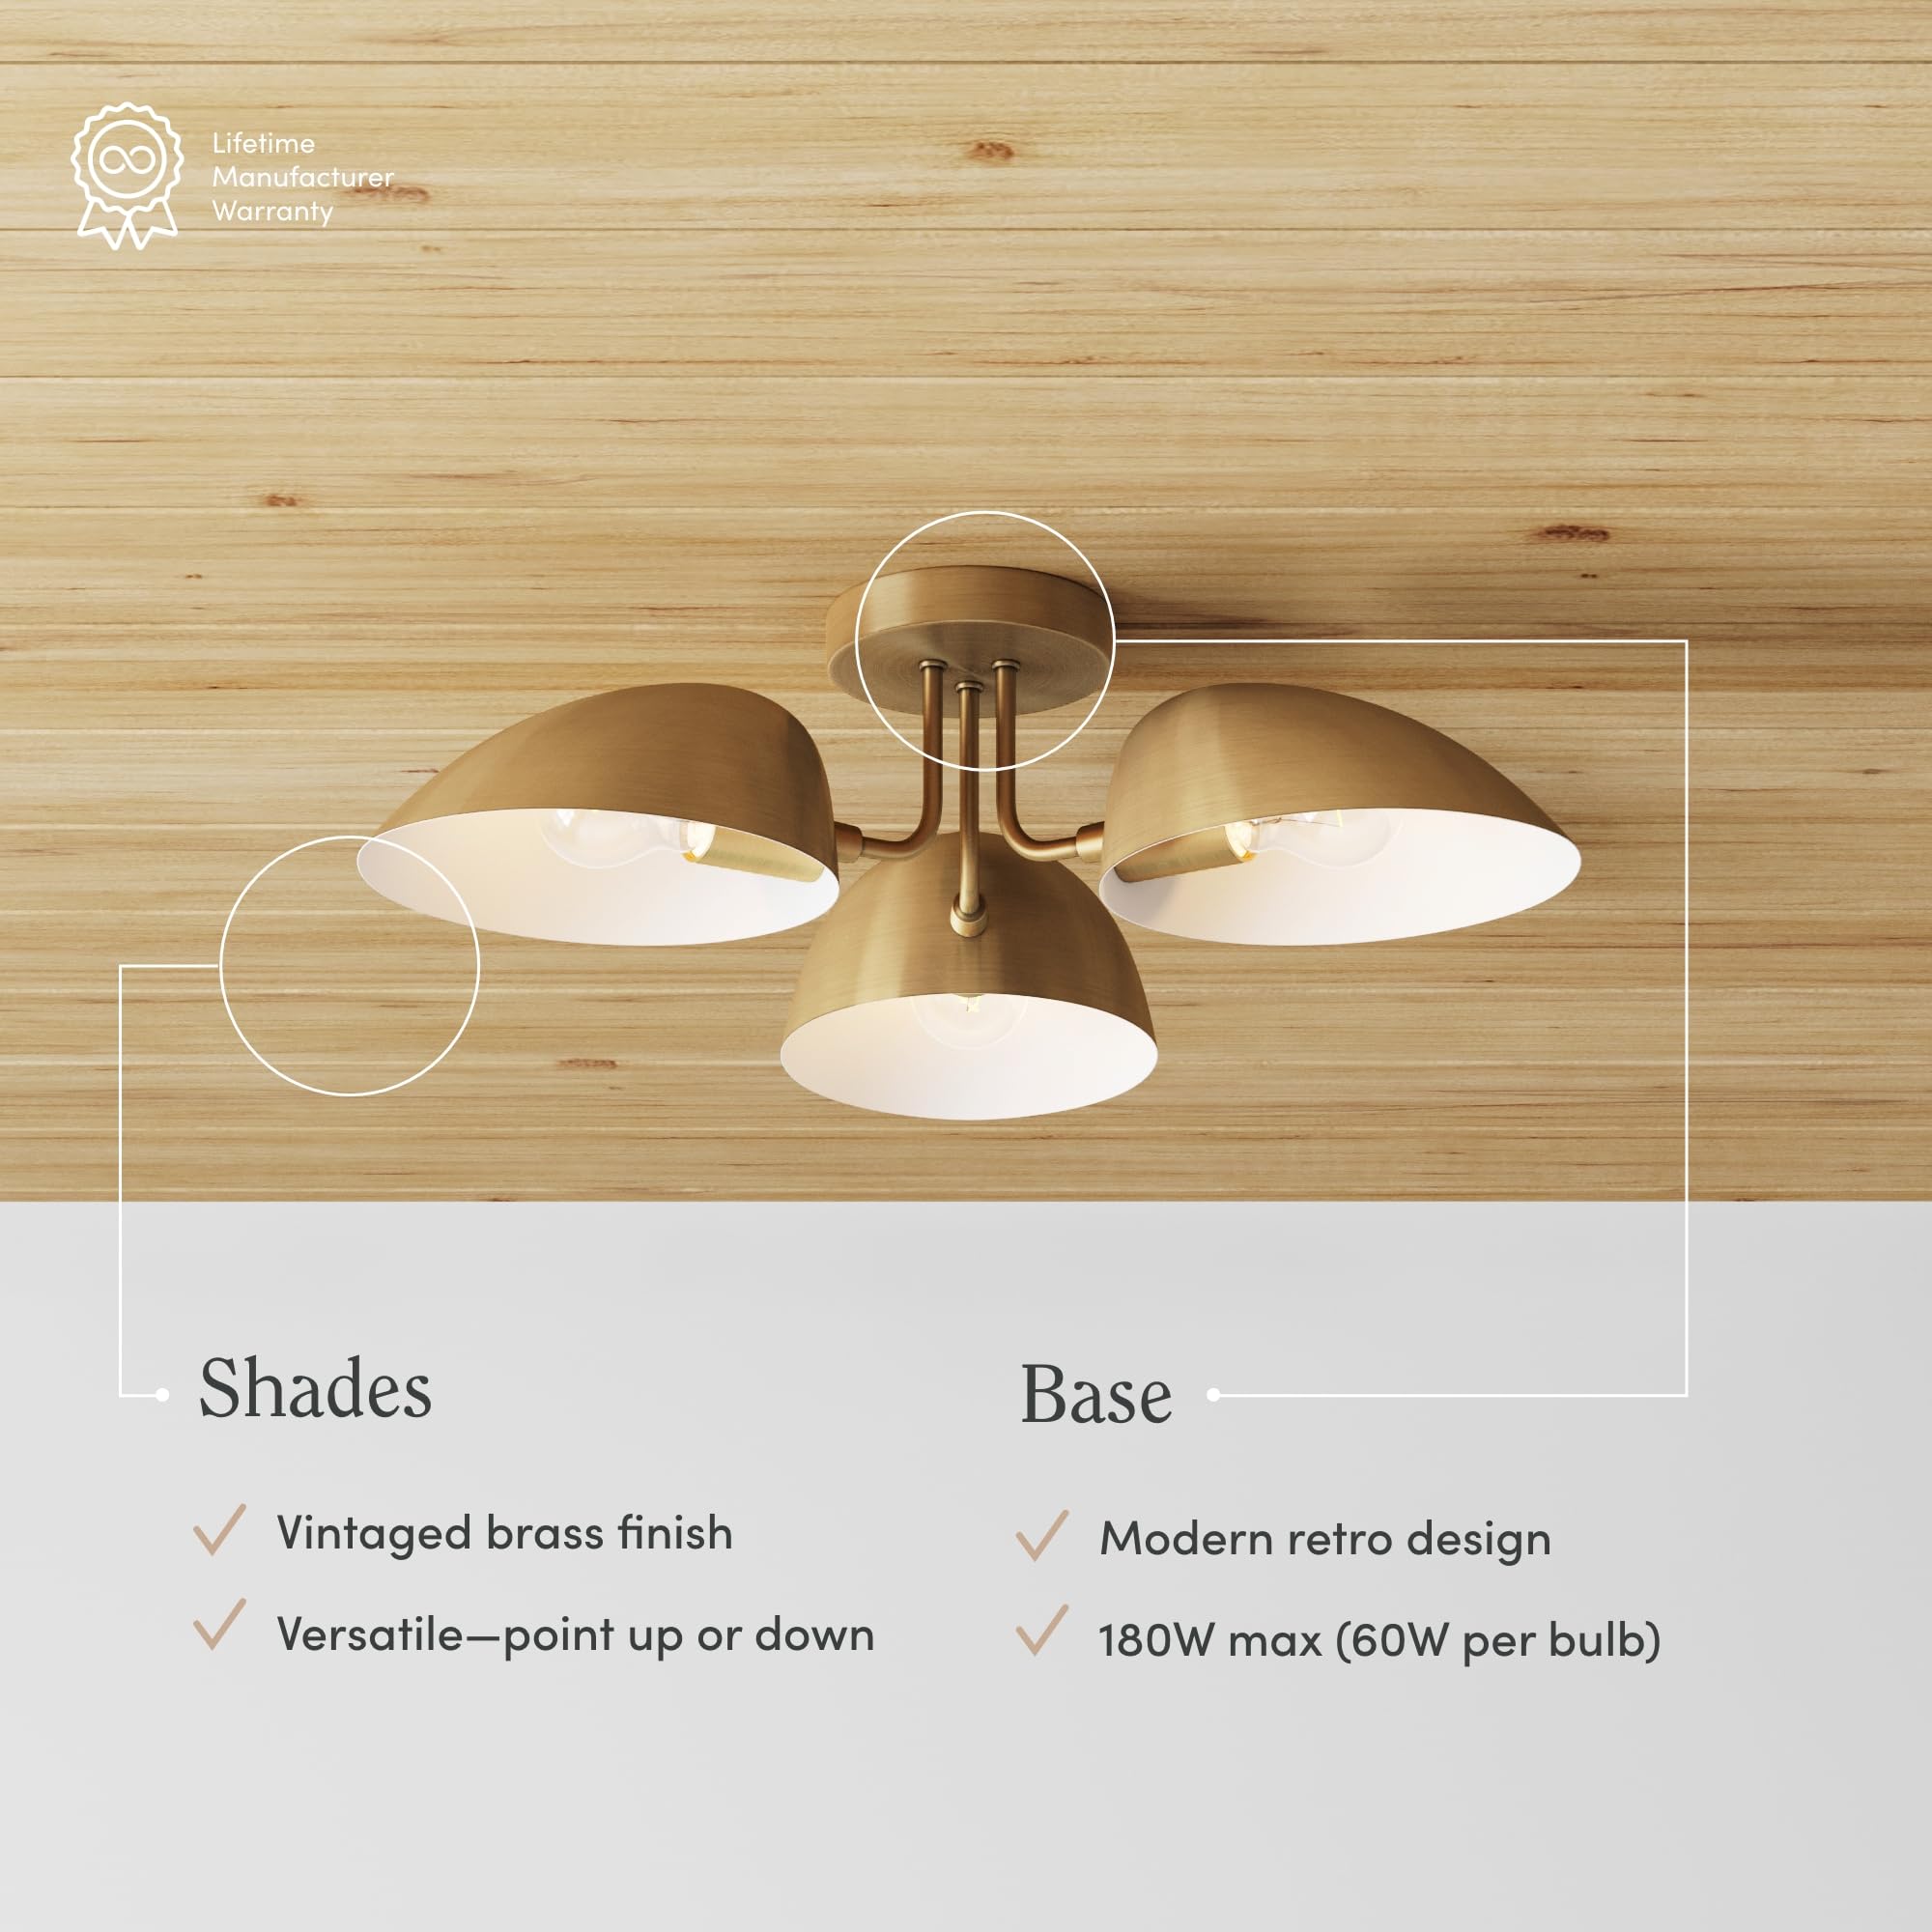 Lifetime
Manufacturer
Warranty
Shades
Vintaged brass finish
Versatile—point up or down
Base
Modern retro design
180W max (60W per bulb)